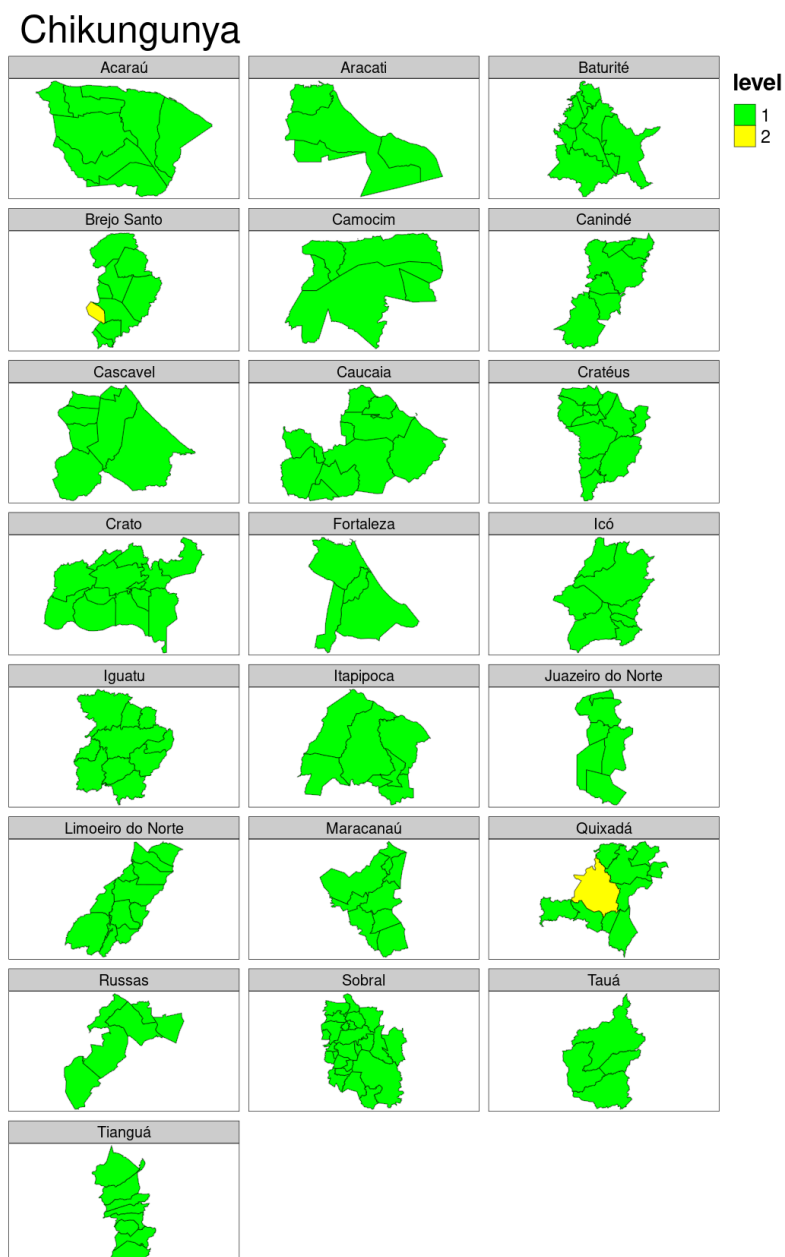 Chikungunya
Acaraú
Aracati
Baturité
level
1
2
Brejo Santo
Camocim
Canindé
Cascavel
Caucaia
Cratéus
Crato
Fortaleza
Icó
Iguatu
Itapipoca
Juazeiro do Norte
Limoeiro do Norte
Maracanaú
Quixadá
Russas
Sobral
Tauá
Tianguá